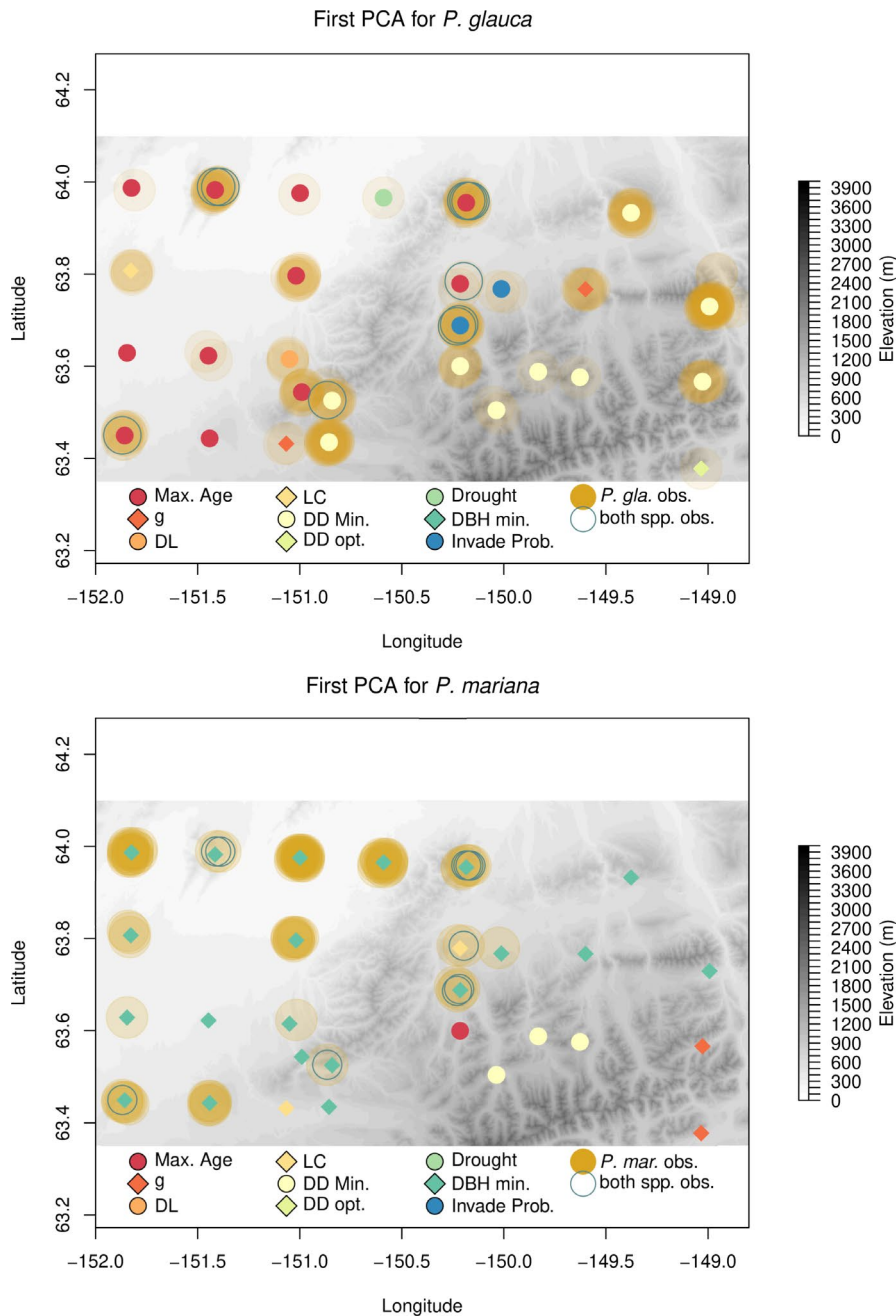 First PCA for P. glauca
64.2
64.0
63.8
63.6
63.4
63.2
Latitude
Max. Age
g
DL
LC
DD Min.
DD opt.
Drought
DBH min.
Invade Prob.
P. gla. obs.
both spp. obs.
−152.0 −151.5 −151.0 −150.5 −150.0 −149.5 −149.0
Longitude
3900
3600
3300
3000
2700
2400
2100
1800
1500
1200
900
600
300
0
Elevation (m)
First PCA for P. mariana
64.2
64.0
63.8
63.6
63.4
63.2
Latitude
Max. Age
g
DL
LC
DD Min.
DD opt.
Drought
DBH min.
Invade Prob.
P. mar. obs.
both spp. obs.
−152.0 −151.5 −151.0 −150.5 −150.0 −149.5 −149.0
Longitude
3900
3600
3300
3000
2700
2400
2100
1800
1500
1200
900
600
300
0
Elevation (m)